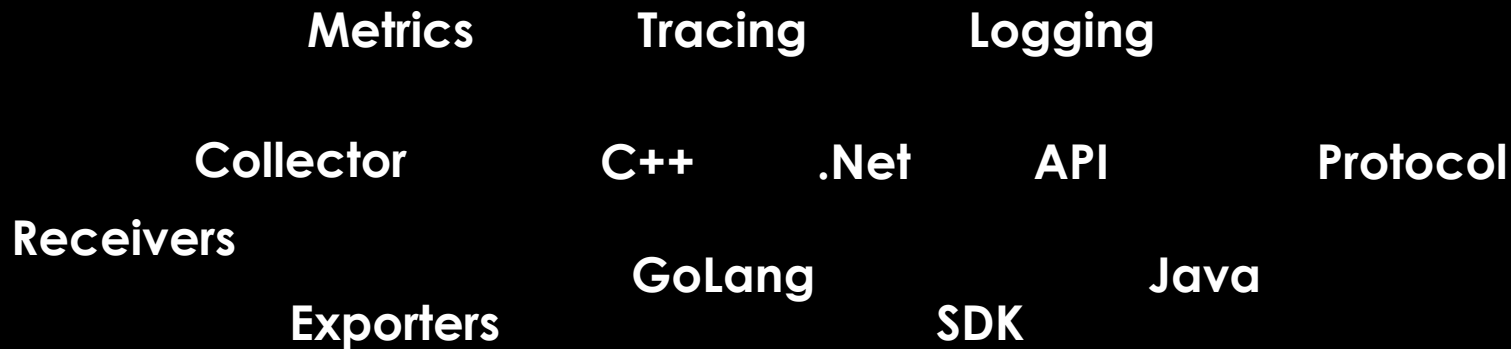 Metrics Tracing Logging
Collector C++ .Net API Protocol
Receivers
GoLang Java
Exporters SDK